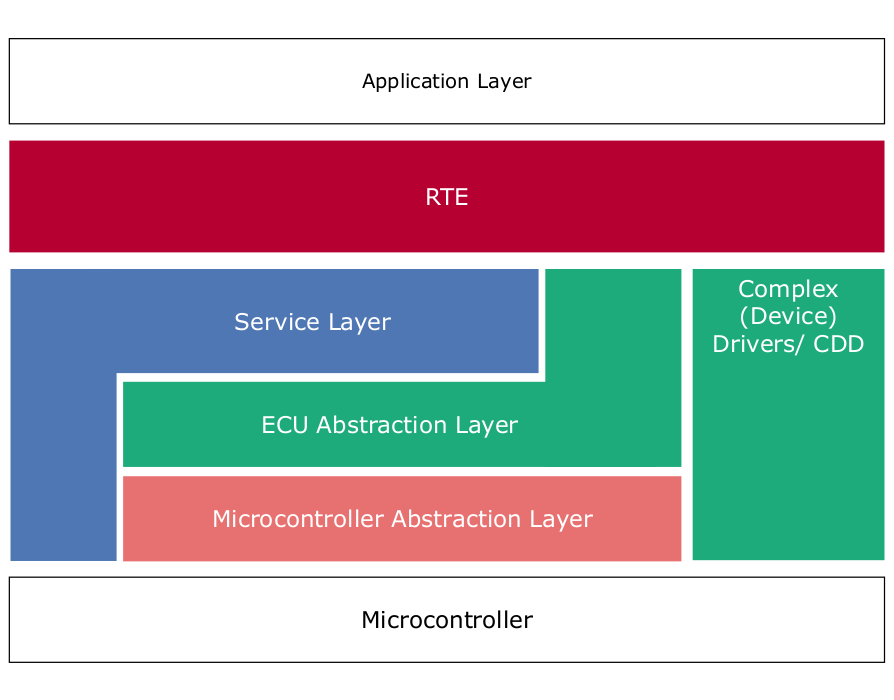 Application Layer
RTE
Service Layer
Complex
(Device)
Drivers/ CDD
ECU Abstraction Layer
Microcontroller Abstraction Layer
Microcontroller